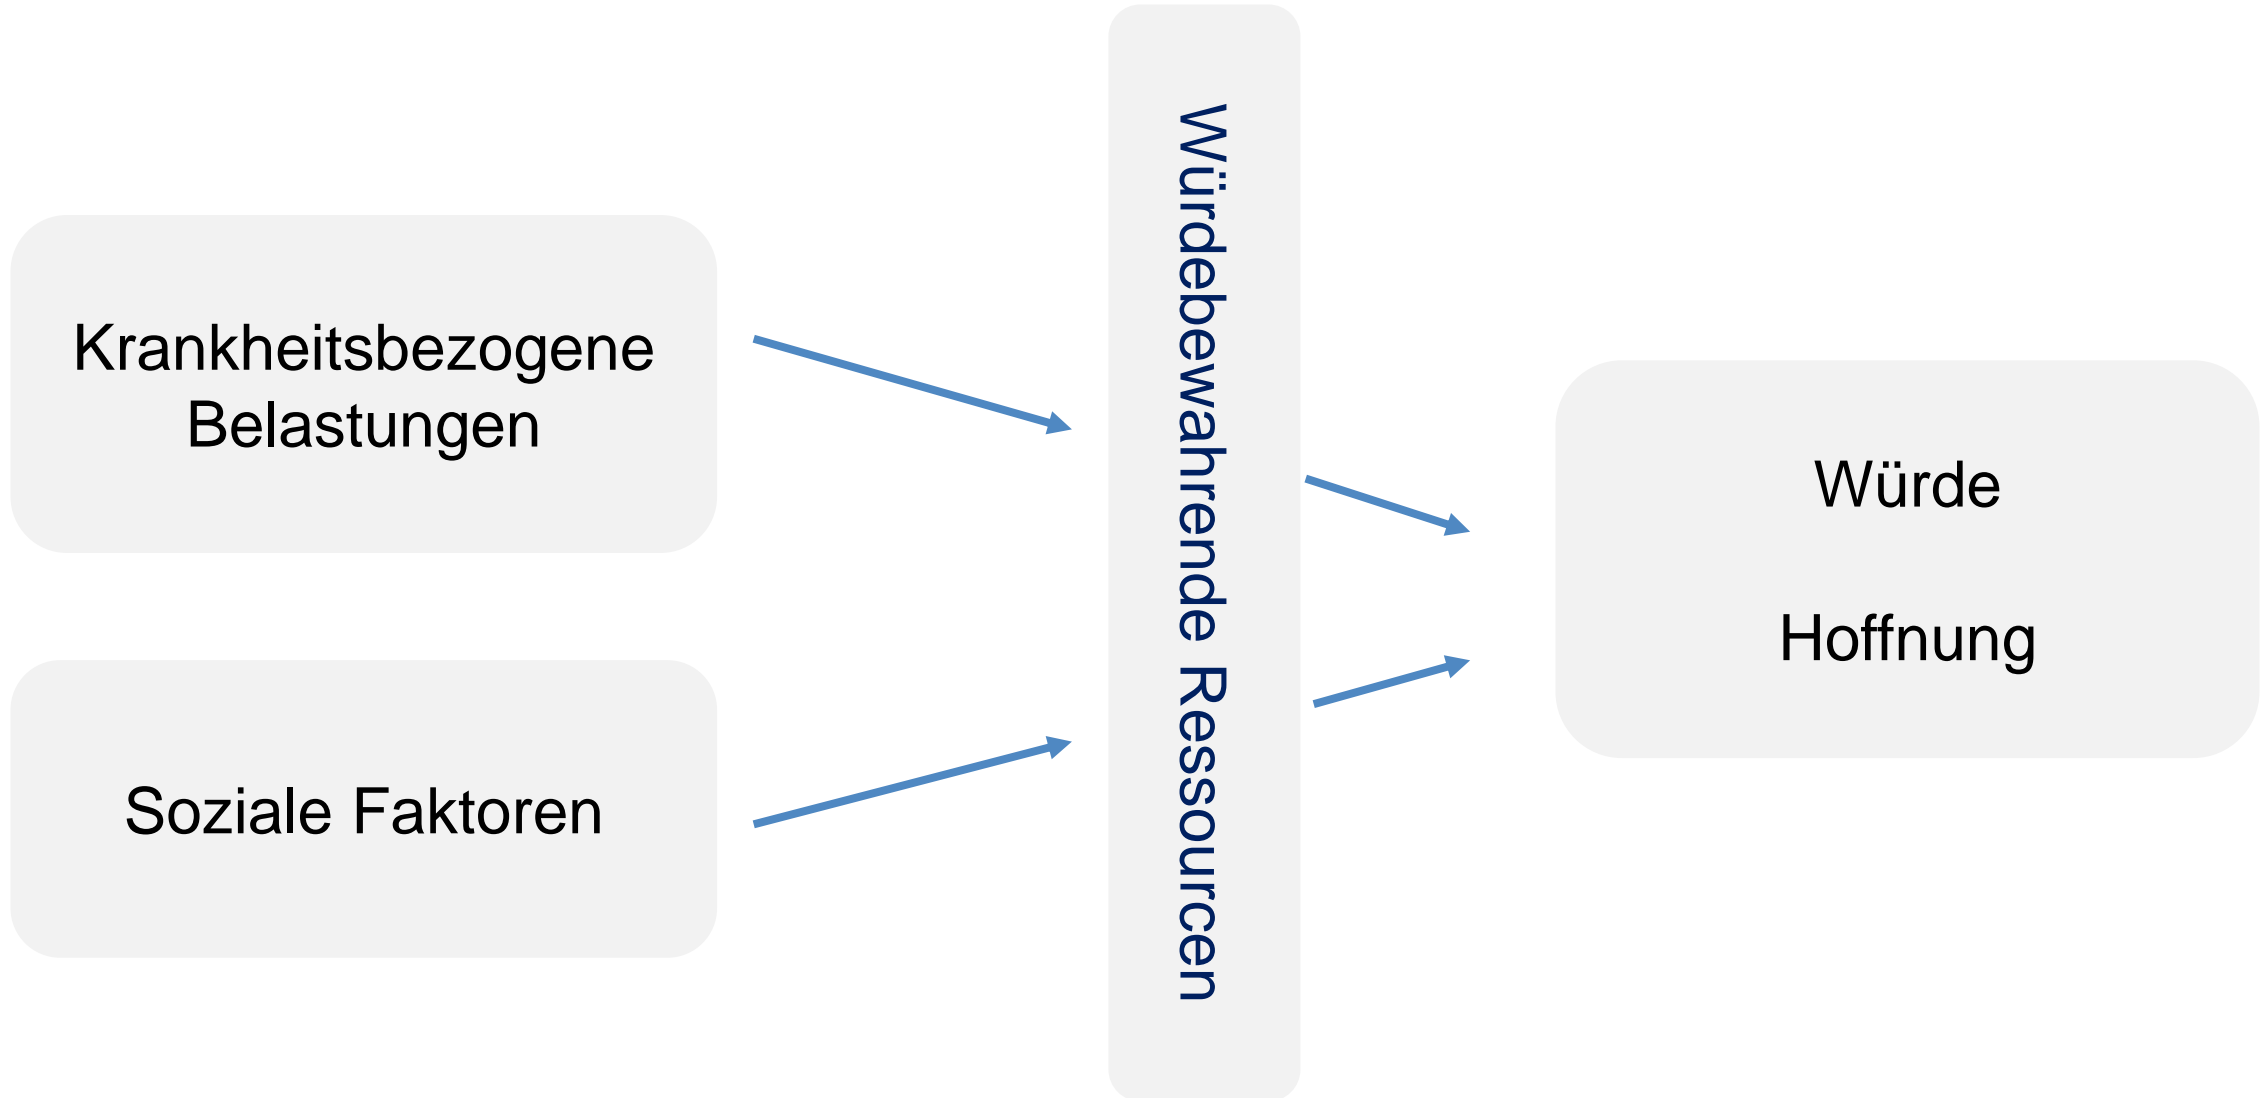 Krankheitsbezogene
Belastungen
Soziale Faktoren
Würdebewahrende Ressourcen
Würde
Hoffnung